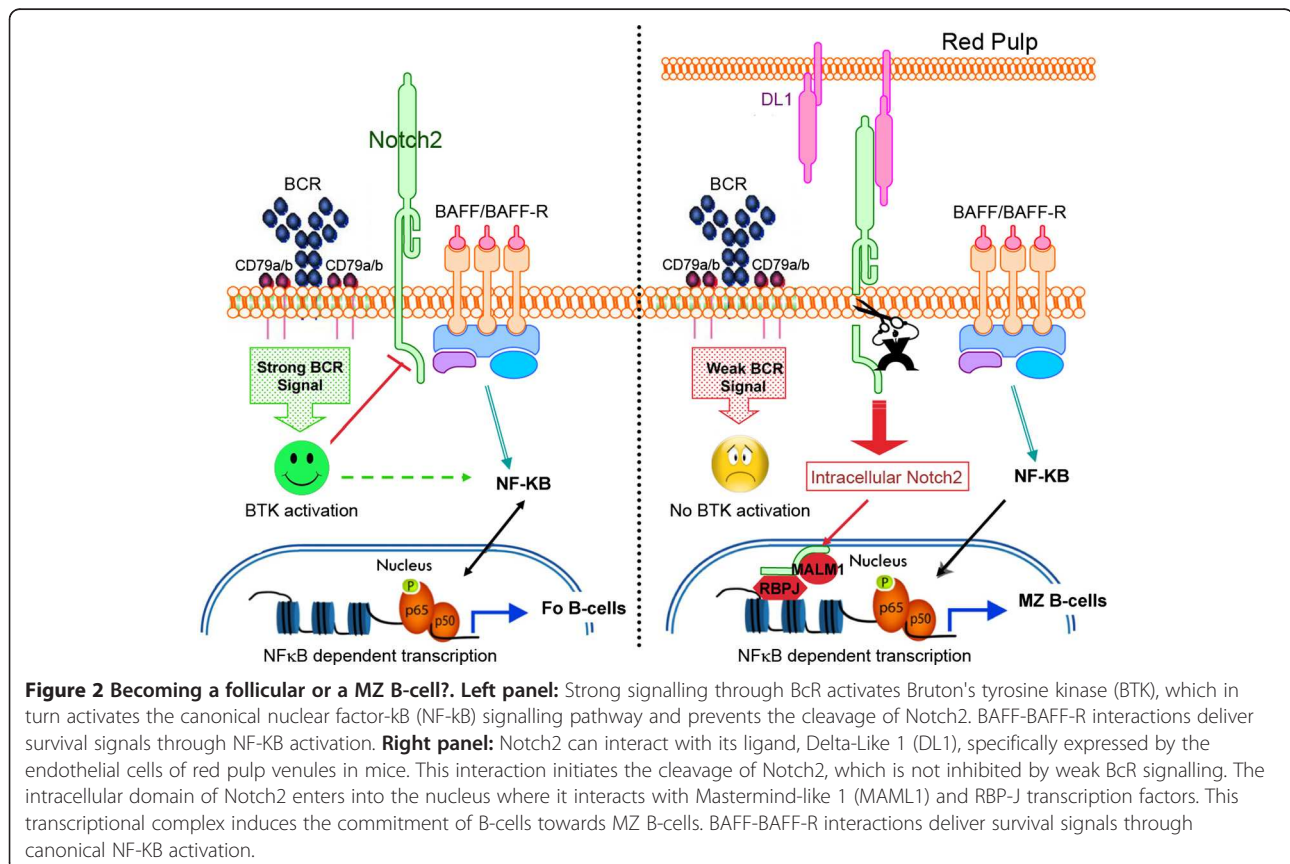 Red Pulp
DL1
Notch2
BCR
BAFF/BAFF-R
CD79a/b CD79a/b
Strong BCR
Signal
BTK activation
NF-KB
Nucleus
P
p65
p50
Fo B-cells
NFκB dependent transcription
BCR
BAFF/BAFF-R
CD79a/b CD79a/b
Weak BCR
Signal
No BTK activation
Intracellular Notch2
NF-KB
MALM1
RBPJ
Nucleus
P
p65
p50
MZ B-cells
NFκB dependent transcription
Figure 2 Becoming a follicular or a MZ B-cell?. Left panel: Strong signalling through BcR activates Bruton's tyrosine kinase (BTK), which in
turn activates the canonical nuclear factor-kB (NF-kB) signalling pathway and prevents the cleavage of Notch2. BAFF-BAFF-R interactions deliver
survival signals through NF-KB activation. Right panel: Notch2 can interact with its ligand, Delta-Like 1 (DL1), specifically expressed by the
endothelial cells of red pulp venules in mice. This interaction initiates the cleavage of Notch2, which is not inhibited by weak BcR signalling. The
intracellular domain of Notch2 enters into the nucleus where it interacts with Mastermind-like 1 (MAML1) and RBP-J transcription factors. This
transcriptional complex induces the commitment of B-cells towards MZ B-cells. BAFF-BAFF-R interactions deliver survival signals through
canonical NF-KB activation.